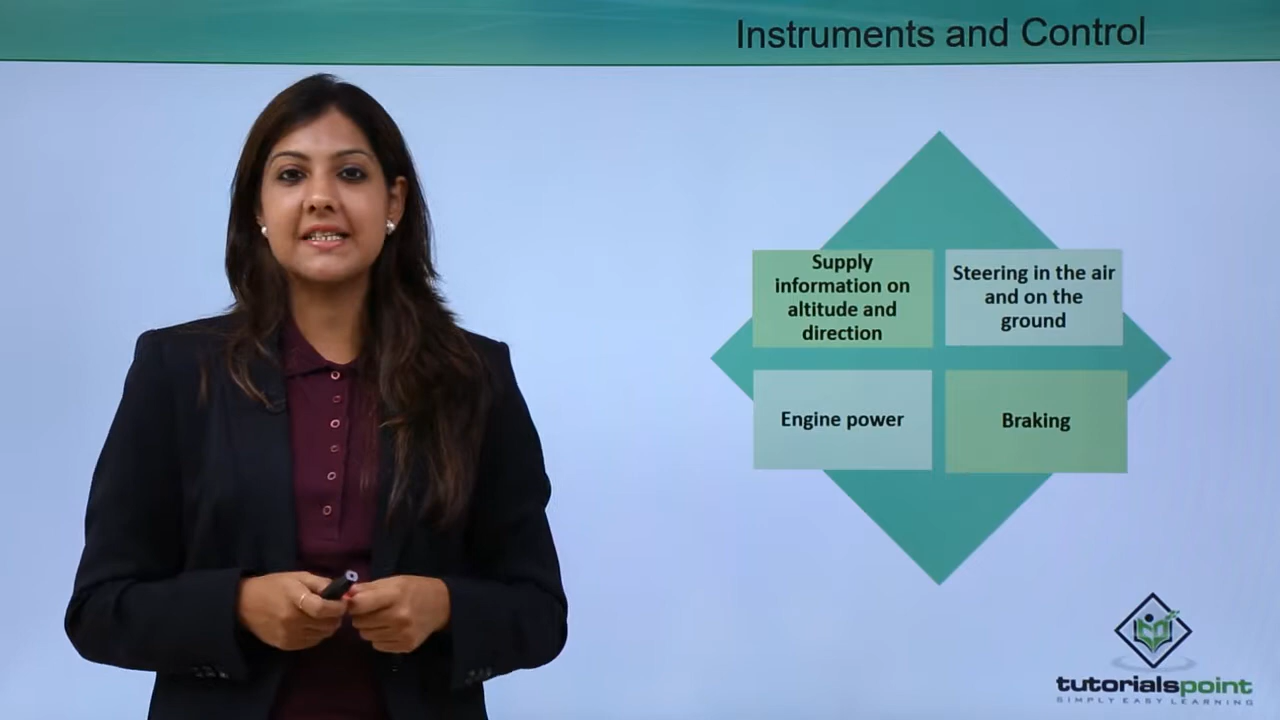 Instruments and Control
Supply
information on
altitude and
direction
Steering in the air
and on the
ground
Engine power
Braking
tutorialspoint
SIMPLY EASY LEARNING